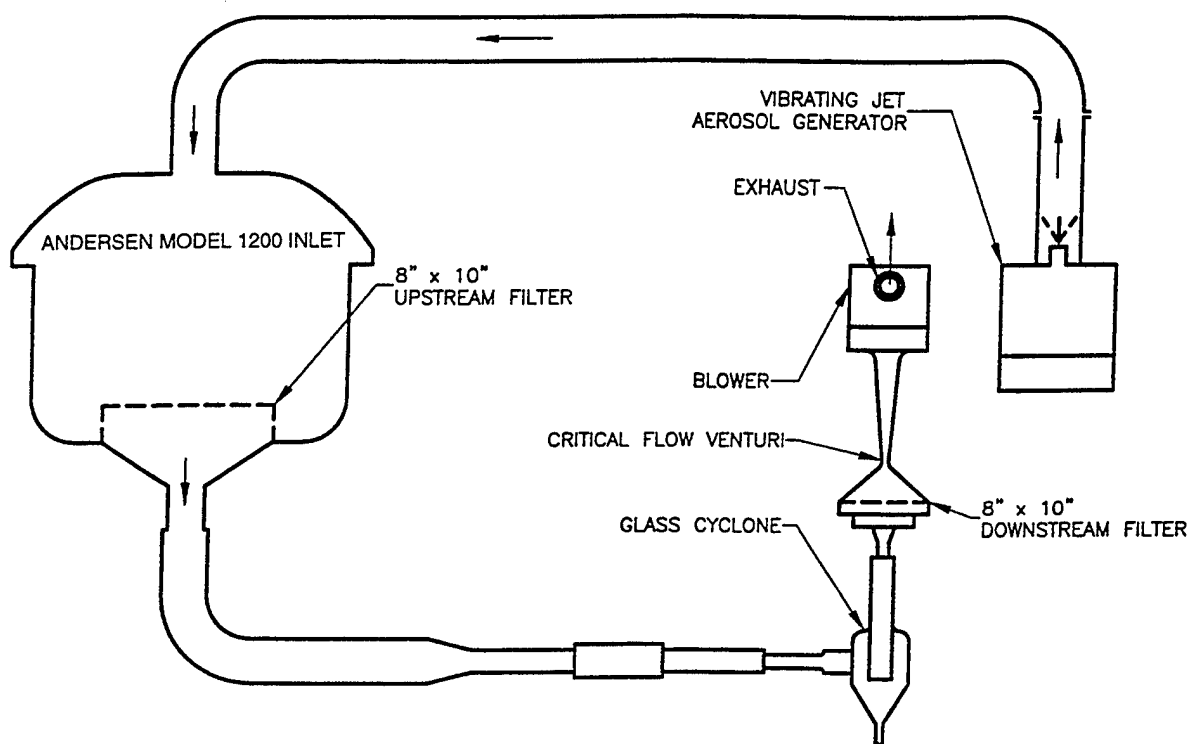 VIBRATING JET
AEROSOL GENERATOR
EXHAUST
ANDERSEN MODEL 1200 INLET
8" x 10"
UPSTREAM FILTER
BLOWER
CRITICAL FLOW VENTURI
8" x 10"
DOWNSTREAM FILTER
GLASS CYCLONE